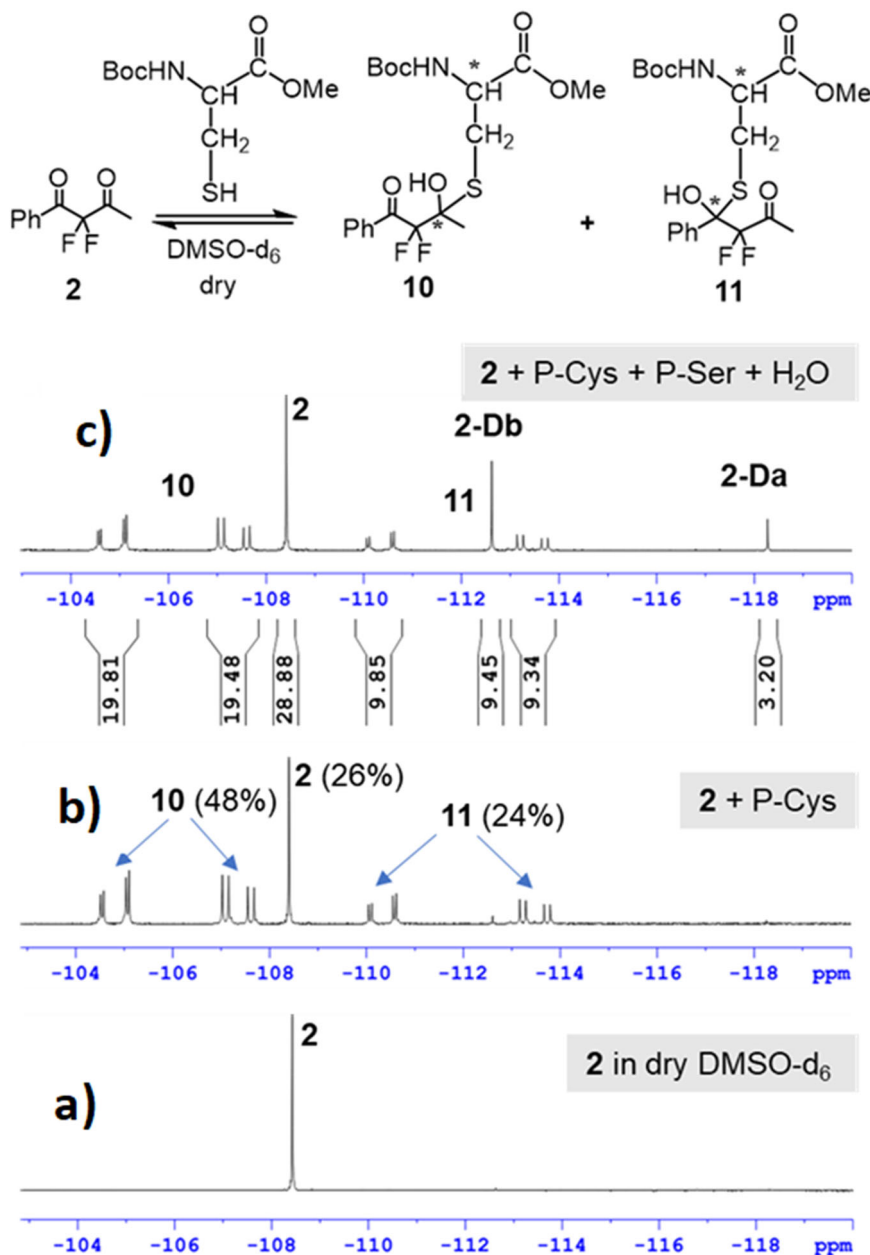 O O O
BocHN * BocHN *
CH OMe CH OMe CH OMe
CH2 CH2 CH2
SH HO S HO S
O O O * * O
Ph Ph Ph
F F F F F F
DMSO-d6 +
2 dry 10 11
2 + P-Cys + P-Ser + H2O
c) 2 2-Db
10 11 2-Da
-104 -106 -108 -110 -112 -114 -116 -118 ppm
19.81 19.48 28.88 9.85 9.45 9.34 3.20
2 (26%) 2 + P-Cys
b) 10 (48%) 11 (24%)
-104 -106 -108 -110 -112 -114 -116 -118 ppm
2 2 in dry DMSO-d6
a)
-104 -106 -108 -110 -112 -114 -116 -118 ppm